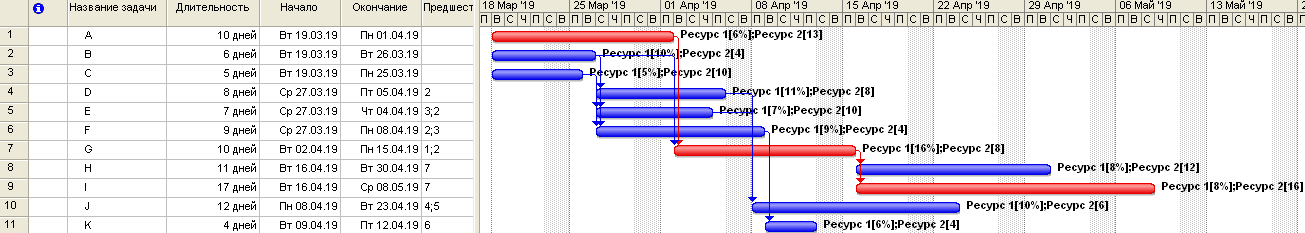 Название задачи Длительность Начало Окончание Предшест 18 Мар '19 25 Мар '19 01 Апр '19 08 Апр '19 15 Апр '19 22 Апр '19 29 Апр '19 06 Май '19 13 Май '19
П В С Ч П С В П В С Ч П С В П В С Ч П С В П В С Ч П С В П В С Ч П С В П В С Ч П С В П В С Ч П С В П В С Ч П С В П В С Ч П С В
1 A 10 дней Вт 19.03.19 Пн 01.04.19 Ресурс 1[6%];Ресурс 2[13]
2 B 6 дней Вт 19.03.19 Вт 26.03.19 Ресурс 1[10%];Ресурс 2[4]
3 C 5 дней Вт 19.03.19 Пн 25.03.19 Ресурс 1[5%];Ресурс 2[10]
4 D 8 дней Ср 27.03.19 Пт 05.04.19 2 Ресурс 1[11%];Ресурс 2[8]
5 E 7 дней Ср 27.03.19 Чт 04.04.19 3;2 Ресурс 1[7%];Ресурс 2[10]
6 F 9 дней Ср 27.03.19 Пн 08.04.19 2;3 Ресурс 1[9%];Ресурс 2[4]
7 G 10 дней Вт 02.04.19 Пн 15.04.19 1;2 Ресурс 1[16%];Ресурс 2[8]
8 H 11 дней Вт 16.04.19 Вт 30.04.19 7 Ресурс 1[8%];Ресурс 2[12]
9 I 17 дней Вт 16.04.19 Ср 08.05.19 7 Ресурс 1[8%];Ресурс 2[16]
10 J 12 дней Пн 08.04.19 Вт 23.04.19 4;5 Ресурс 1[10%];Ресурс 2[6]
11 K 4 дней Вт 09.04.19 Пт 12.04.19 6 Ресурс 1[6%];Ресурс 2[4]